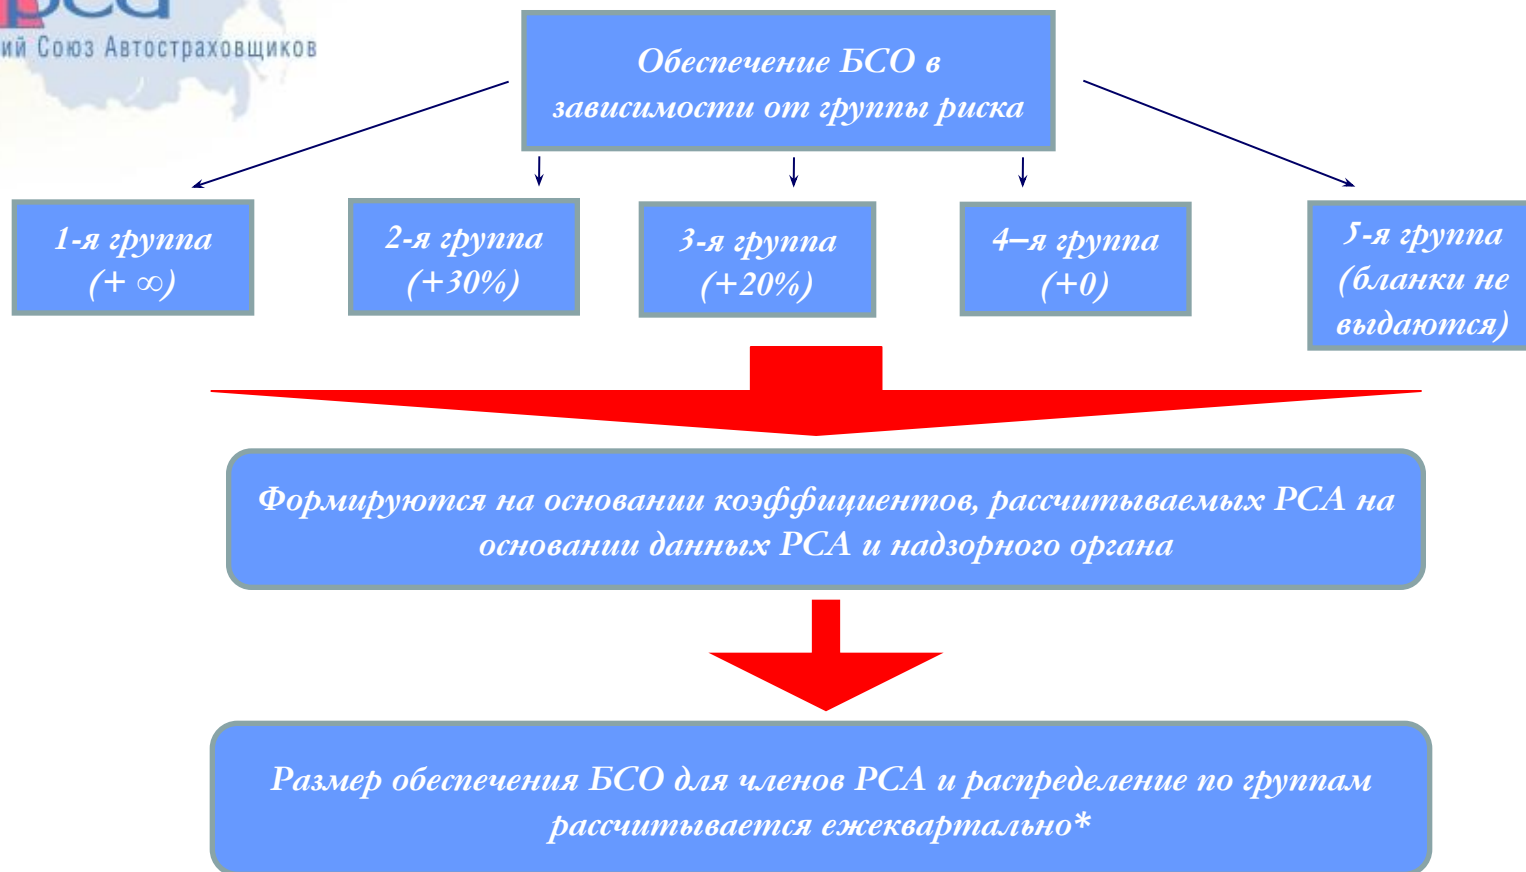 рса
ий Союз Автостраховщиков
Обеспечение БСО в
зависимости от группы риска
1-я группа
(+ ∞)
2-я группа
(+30%)
3-я группа
(+20%)
4–я группа
(+0)
5-я группа
(бланки не
выдаются)
Формируются на основании коэффициентов, рассчитываемых РСА на
основании данных РСА и надзорного органа
Размер обеспечения БСО для членов РСА и распределение по группам
рассчитывается ежеквартально*